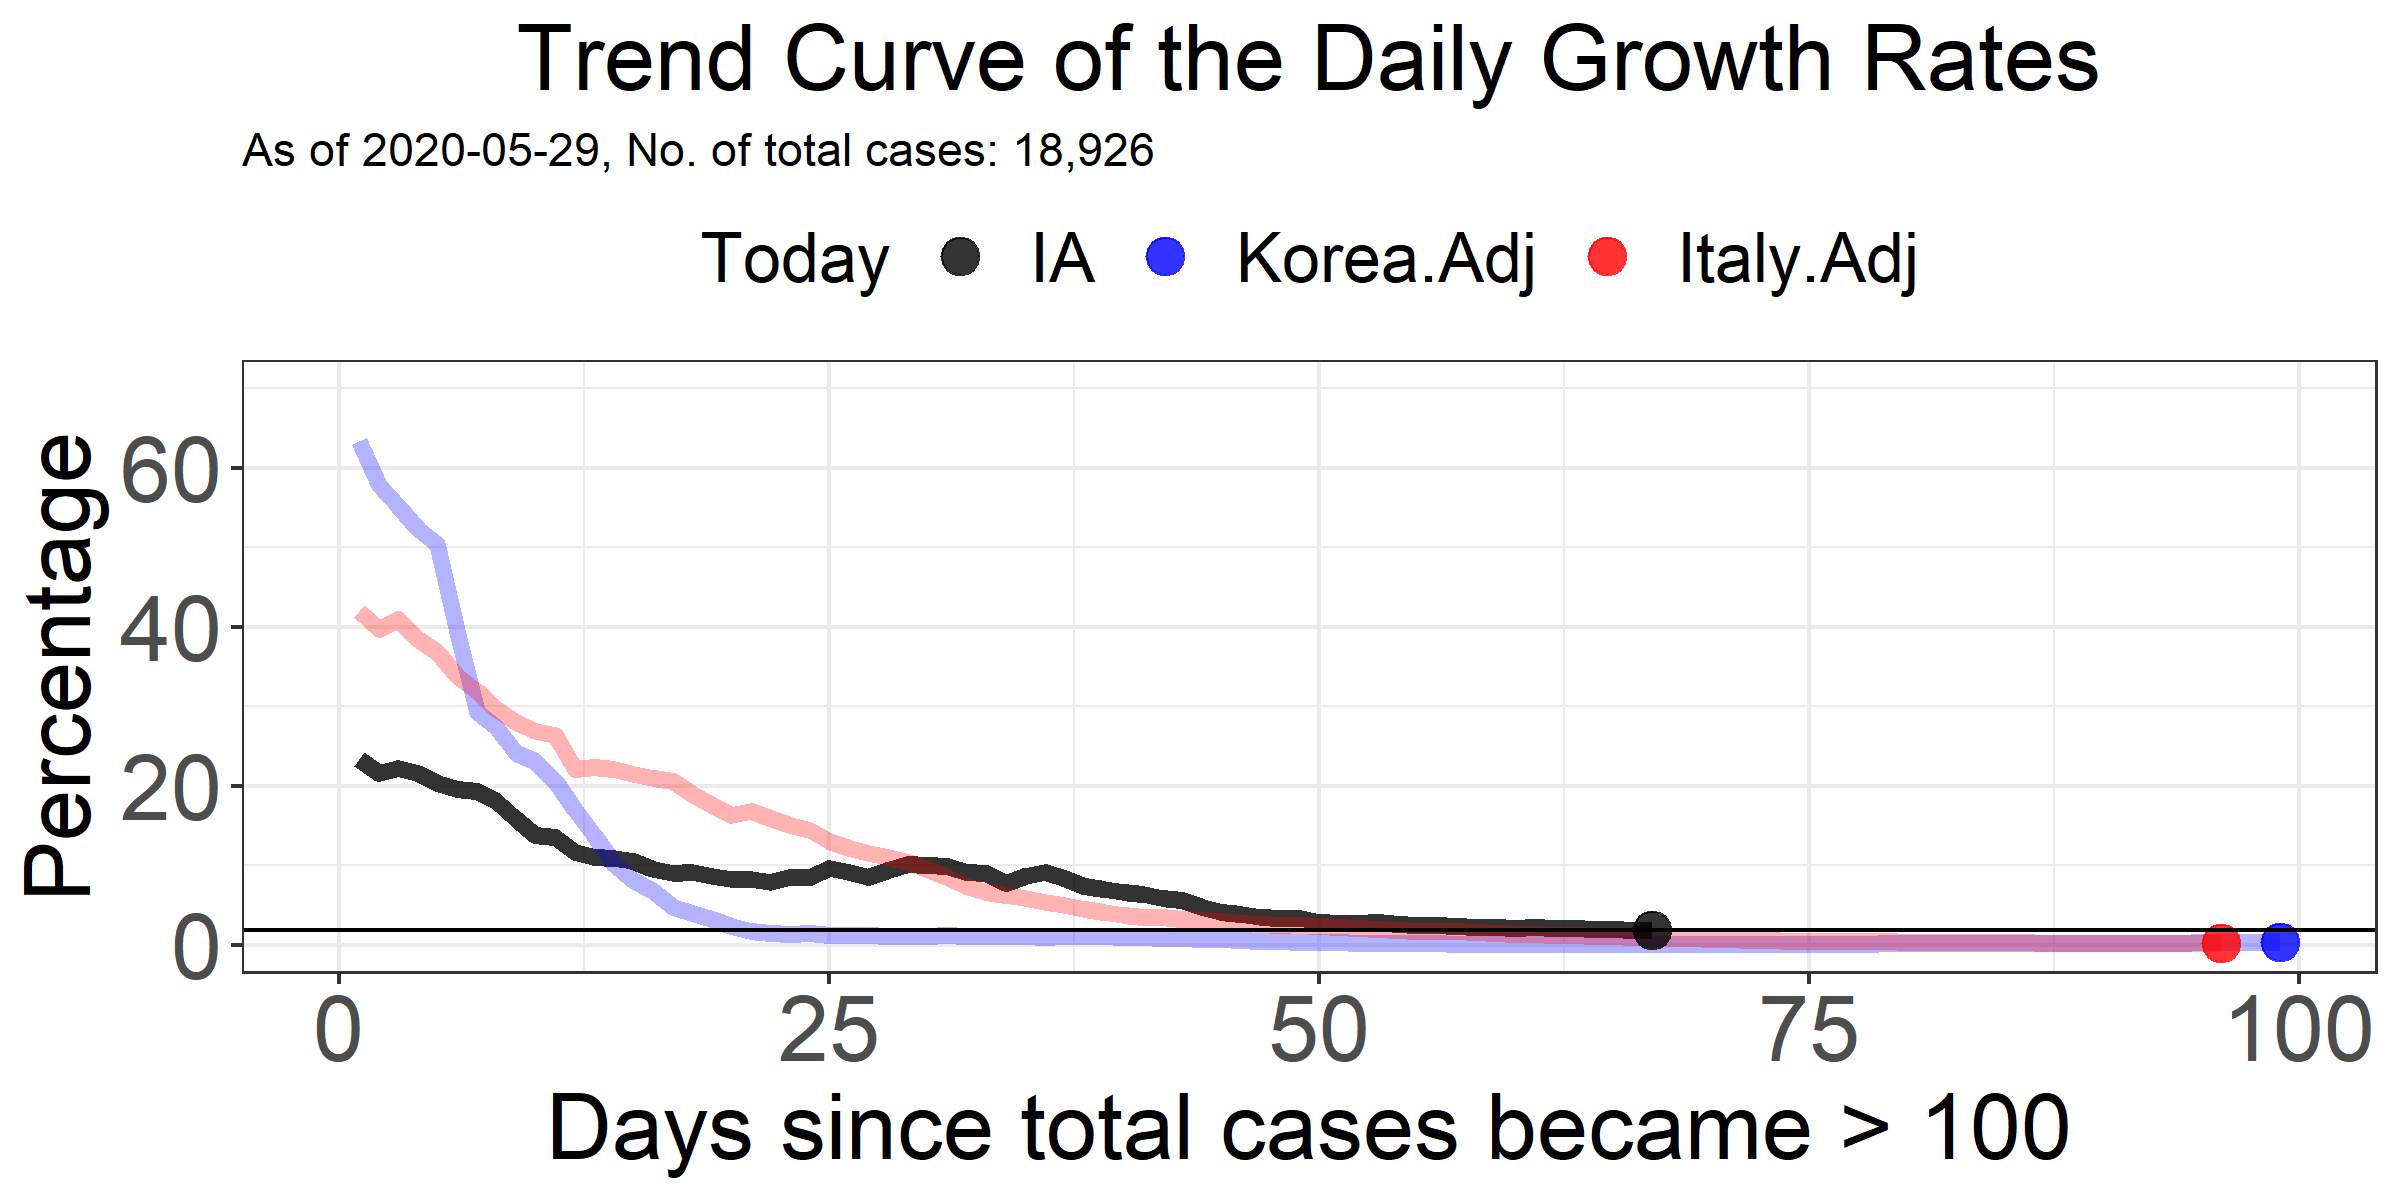 Trend Curve of the Daily Growth Rates
As of 2020-05-29, No. of total cases: 18,926
Today IA Korea.Adj Italy.Adj
Percentage
60
40
20
0
0 25 50 75 100
Days since total cases became > 100